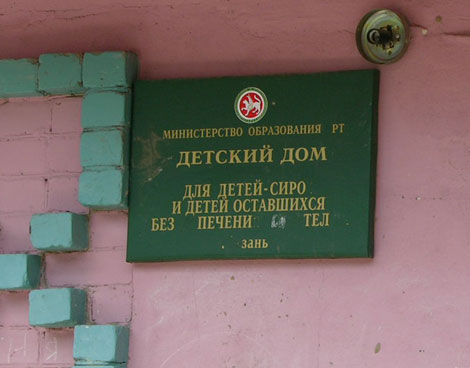 МИНИСТЕРСТВО ОБРАЗОВАНИЯ РТ
ДЕТСКИЙ ДОМ
ДЛЯ ДЕТЕЙ-СИРО
И ДЕТЕЙ ОСТАВШИХСЯ
БЕЗ ПЕЧЕНИ ТЕЛ
зань